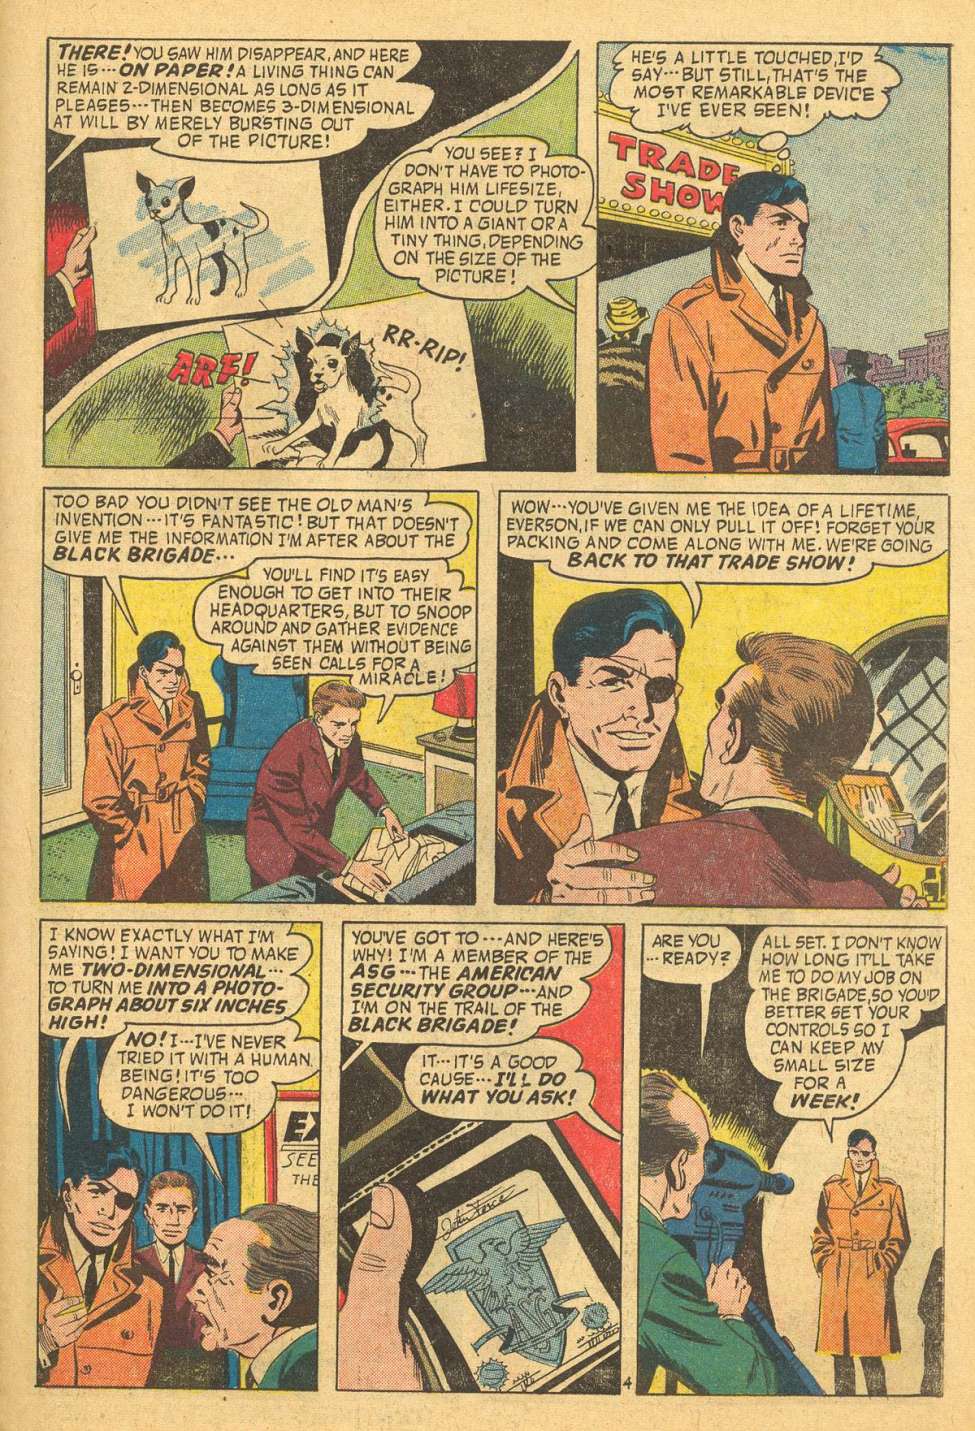 THERE! YOU SAW HIM DISAPPEAR, AND HERE
HE IS--- ON PAPER! A LIVING THING CAN
REMAIN 2-DIMENSIONAL AS LONG AS IT
PLEASES--- THEN BECOMES 3-DIMENSIONAL
AT WILL BY MERELY BURSTING OUT
OF THE PICTURE!
YOU SEE? I
DON'T HAVE TO PHOTO-
GRAPH HIM LIFESIZE,
EITHER. I COULD TURN
HIM INTO A GIANT OR A
TINY THING, DEPENDING
ON THE SIZE OF THE
PICTURE!
ARF!
RR-RIP!
HE'S A LITTLE TOUCHED, I'D
SAY--- BUT STILL, THAT'S THE
MOST REMARKABLE DEVICE
I'VE EVER SEEN!
TRADE
SHOW
TOO BAD YOU DIDN'T SEE THE OLD MAN'S
INVENTION--- IT'S FANTASTIC! BUT THAT DOESN'T
GIVE ME THE INFORMATION I'M AFTER ABOUT THE
BLACK BRIGADE---
YOU'LL FIND IT'S EASY
ENOUGH TO GET INTO THEIR
HEADQUARTERS, BUT TO SNOOP
AROUND AND GATHER EVIDENCE
AGAINST THEM WITHOUT BEING
SEEN CALLS FOR A
MIRACLE!
WOW--- YOU'VE GIVEN ME THE IDEA OF A LIFETIME,
EVERSON, IF WE CAN ONLY PULL IT OFF! FORGET YOUR
PACKING AND COME ALONG WITH ME. WE'RE GOING
BACK TO THAT TRADE SHOW!
I KNOW EXACTLY WHAT I'M
SAYING! I WANT YOU TO MAKE
ME TWO-DIMENSIONAL---
TO TURN ME INTO A PHOTO-
GRAPH ABOUT SIX INCHES
HIGH!
NO! I--- I'VE NEVER
TRIED IT WITH A HUMAN
BEING! IT'S TOO
DANGEROUS---
I WON'T DO IT!
EX
SEE
THE
YOU'VE GOT TO --- AND HERE'S
WHY! I'M A MEMBER OF THE
ASG--- THE AMERICAN
SECURITY GROUP--- AND
I'M ON THE TRAIL OF THE
BLACK BRIGADE!
IT--- IT'S A GOOD
CAUSE--- I'LL DO
WHAT YOU ASK!
John Force
ASG
4
ARE YOU
--- READY?
ALL SET. I DON'T KNOW
HOW LONG IT'LL TAKE
ME TO DO MY JOB ON
THE BRIGADE, SO YOU'D
BETTER SET YOUR
CONTROLS SO I
CAN KEEP MY
SMALL SIZE
FOR A
WEEK!